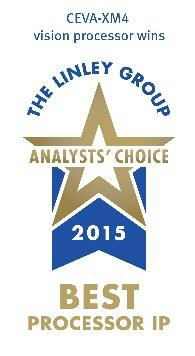 CEVA-XM4
vision processor wins
THE LINLEY GROUP
ANALYSTS' CHOICE
2015
BEST
PROCESSOR IP